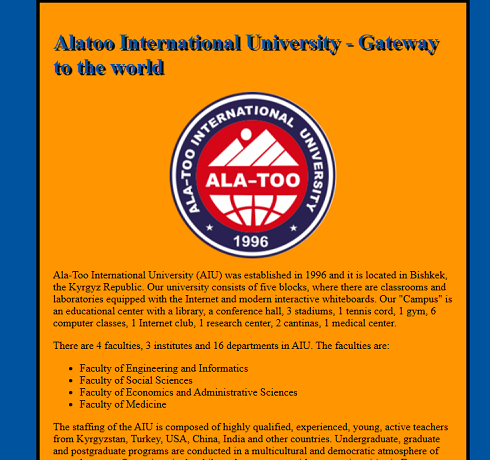 Alatoo International University - Gateway
to the world
ALA-TOO INTERNATIONAL UNIVERSITY
ALA-TOO
1996
Ala-Too International University (AIU) was established in 1996 and it is located in Bishkek,
the Kyrgyz Republic. Our university consists of five blocks, where there are classrooms and
laboratories equipped with the Internet and modern interactive whiteboards. Our "Campus" is
an educational center with a library, a conference hall, 3 stadiums, 1 tennis cord, 1 gym, 6
computer classes, 1 Internet club, 1 research center, 2 cantinas, 1 medical center.
There are 4 faculties, 3 institutes and 16 departments in AIU. The faculties are:
• Faculty of Engineering and Informatics
• Faculty of Social Sciences
• Faculty of Economics and Administrative Sciences
• Faculty of Medicine
The staffing of the AIU is composed of highly qualified, experienced, young, active teachers
from Kyrgyzstan, Turkey, USA, China, India and other countries. Undergraduate, graduate
and postgraduate programs are conducted in a multicultural and democratic atmosphere of